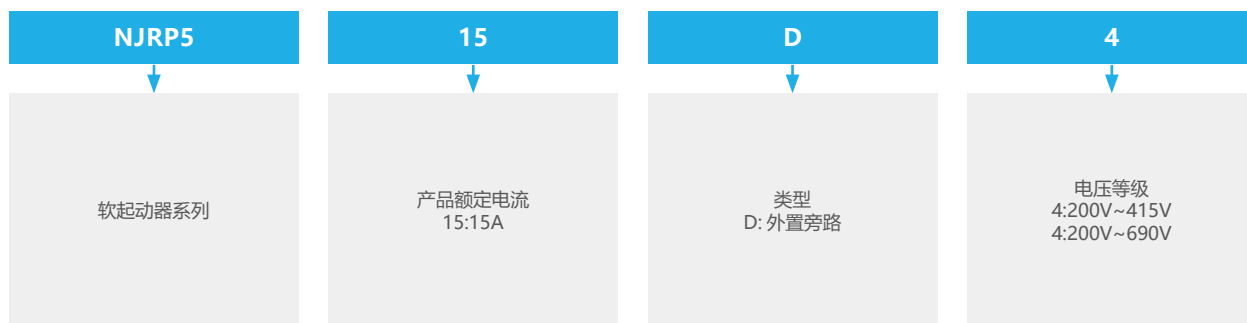 NJRP5
15
D
4
软起动器系列
产品额定电流
15:15A
类型
D: 外置旁路
电压等级
4:200V~415V
4:200V~690V